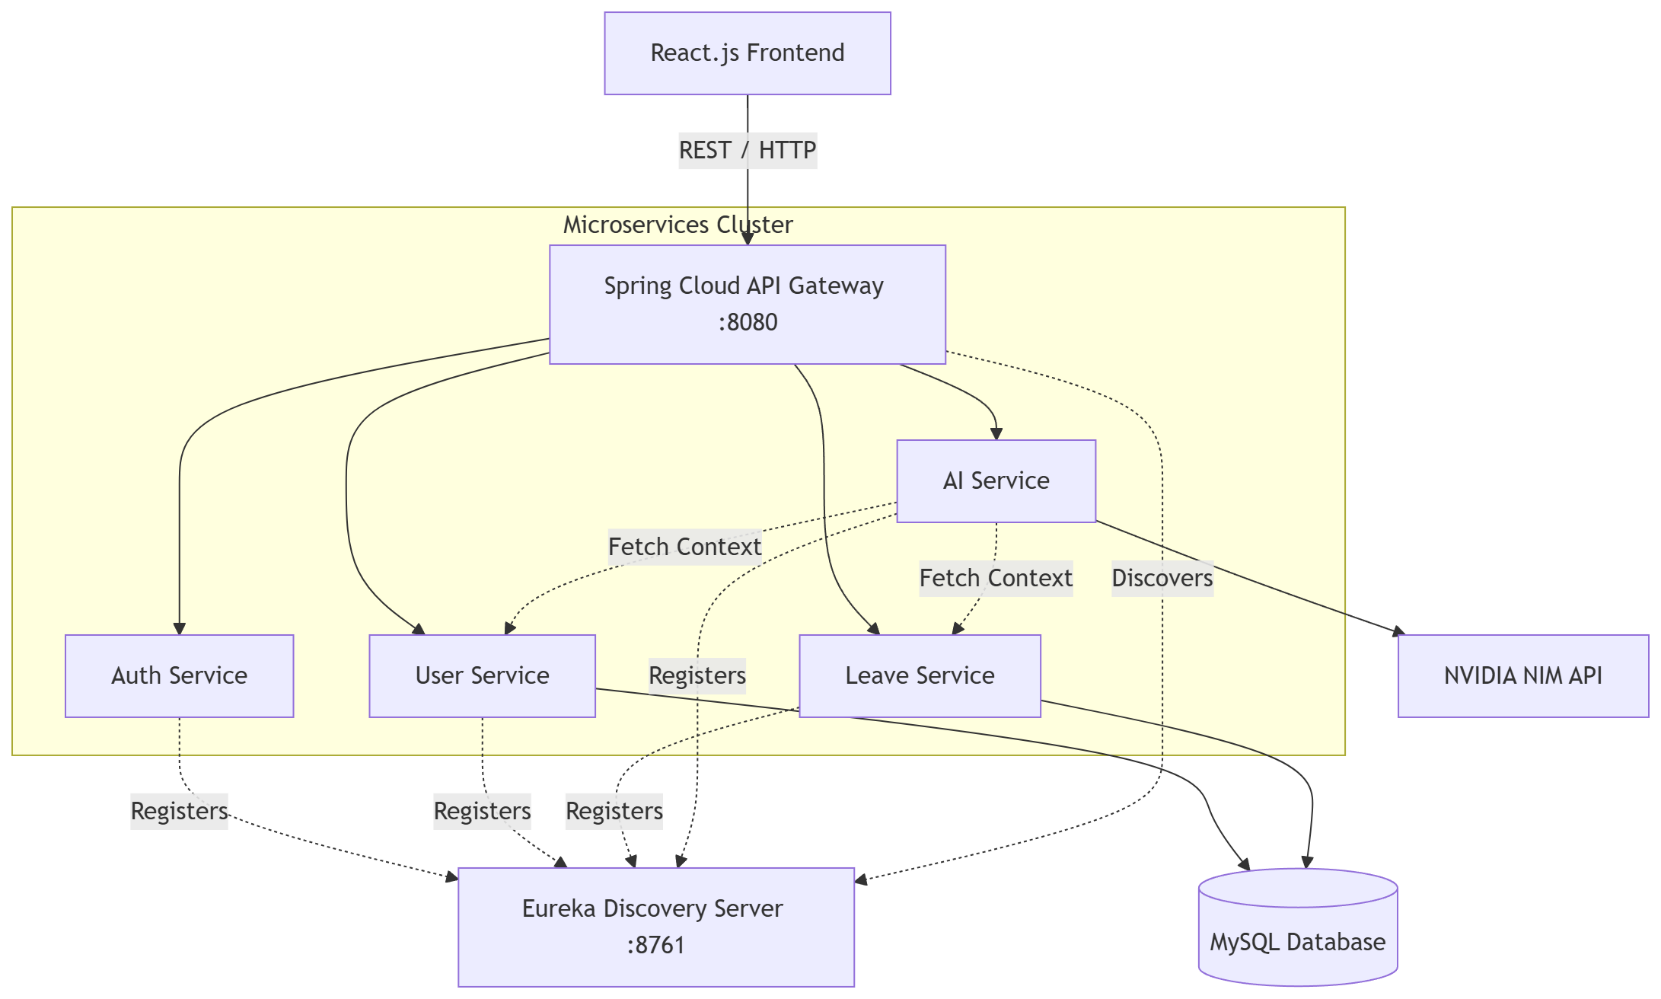 React.js Frontend
REST / HTTP
Microservices Cluster
Spring Cloud API Gateway
:8080
AI Service
Fetch Context
Fetch Context
Discovers
Auth Service
User Service
Registers
Leave Service
NVIDIA NIM API
Registers
Registers
Registers
Eureka Discovery Server
:8761
MySQL Database